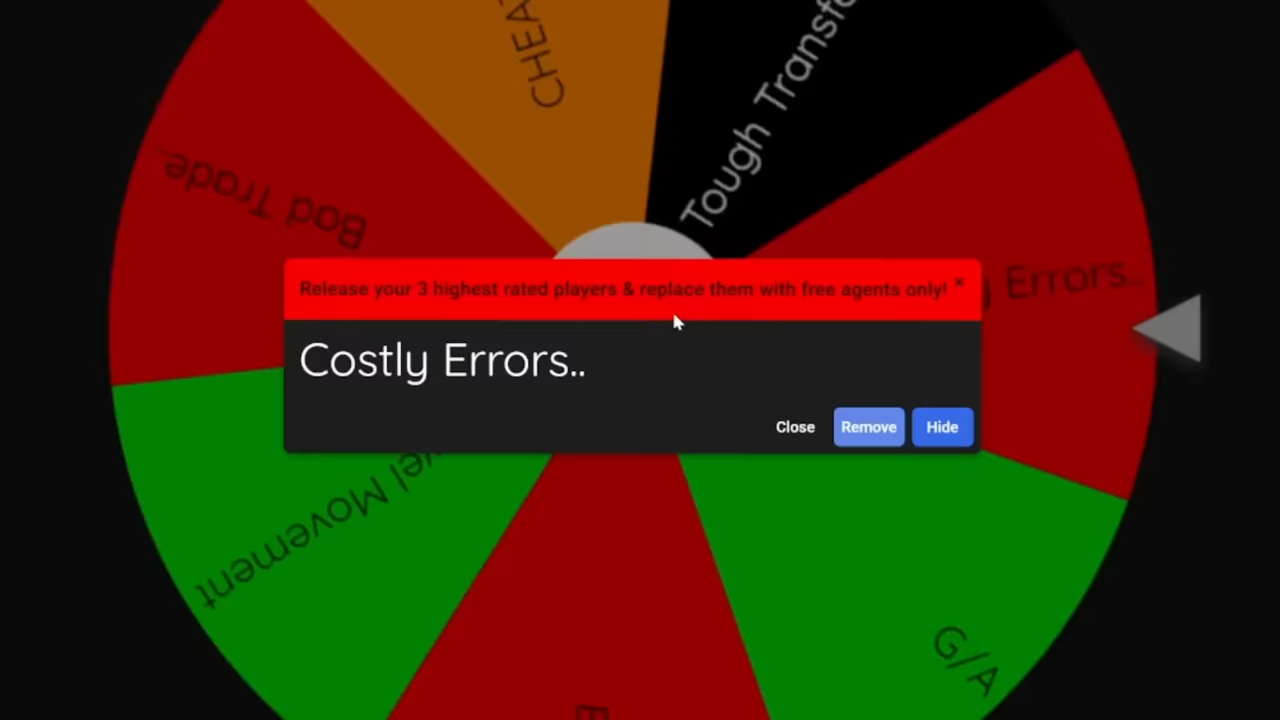 CHEA
Tough Transfe
Bad Trade..
Errors..
Release your 3 highest rated players & replace them with free agents only! ×
Costly Errors..
Close Remove Hide
vel Movement
G/A
E